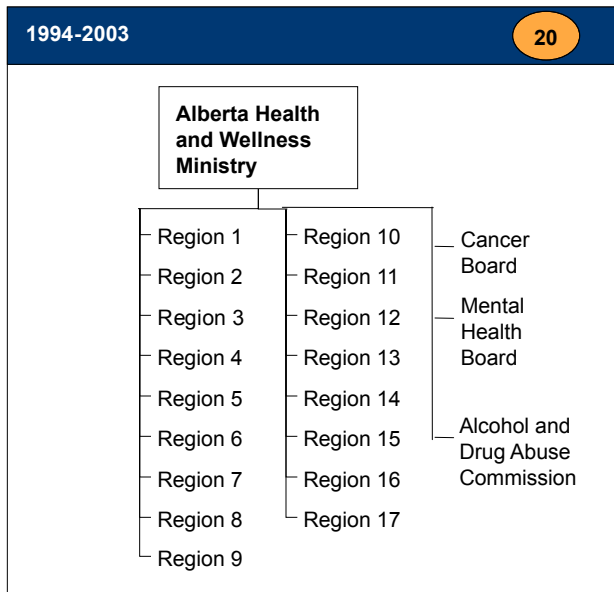 1994-2003
20
Alberta Health
and Wellness
Ministry
Region 1
Region 2
Region 3
Region 4
Region 5
Region 6
Region 7
Region 8
Region 9
Region 10
Region 11
Region 12
Region 13
Region 14
Region 15
Region 16
Region 17
Cancer
Board
Mental
Health
Board
Alcohol and
Drug Abuse
Commission